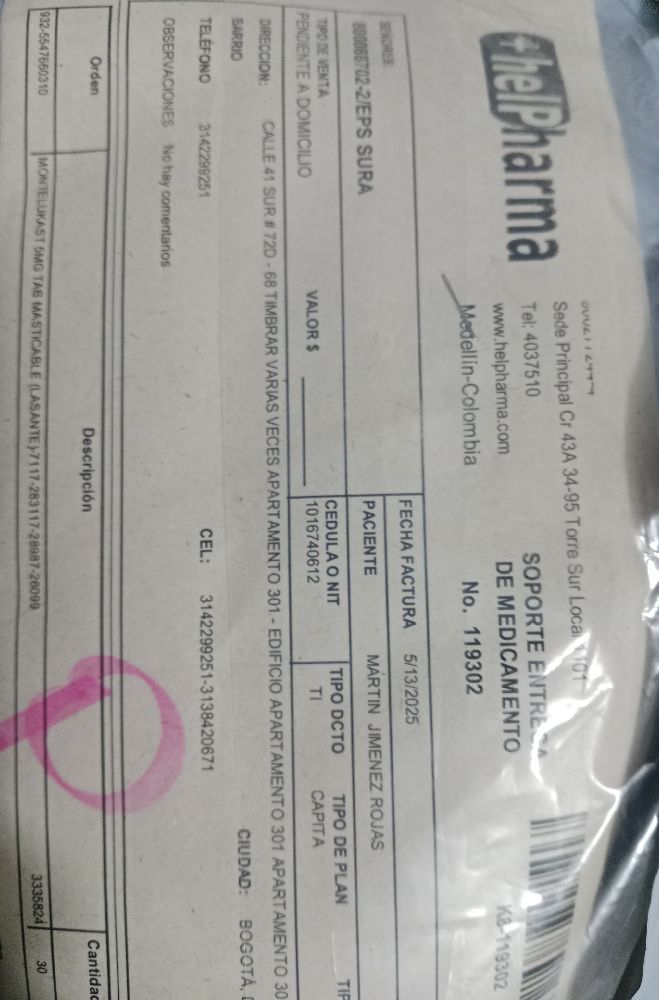 +helPharma
Sede Principal Cr 43A 34-95 Torre Sur Local 1101
Tel: 4037510
www.helpharma.com
Medellín-Colombia
SOPORTE ENTREGA
DE MEDICAMENTO
No. 119302
K8-119302
SEÑORES:
800088702-2/EPS SURA
FECHA FACTURA 5/13/2025
PACIENTE MÁRTIN JIMENEZ ROJAS
TIPO DE VENTA
PENDIENTE A DOMICILIO
VALOR $
CEDULA O NIT
1016740612
TIPO DCTO
TI
TIPO DE PLAN
CAPITA
TIP
DIRECCION: CALLE 41 SUR # 72D - 68 TIMBRAR VARIAS VECES APARTAMENTO 301 - EDIFICIO APARTAMENTO 301 APARTAMENTO 30
BARRIO
CIUDAD: BOGOTÁ,
TELÉFONO 3142299251
CEL: 3142299251-3138420671
OBSERVACIONES No hay comentarios
Orden Descripción Cantidad
932-5547660310 MONTELUKAST 5MG TAB MASTICABLE (LASANTE)-7117-283117-28987-26099 3335824 30